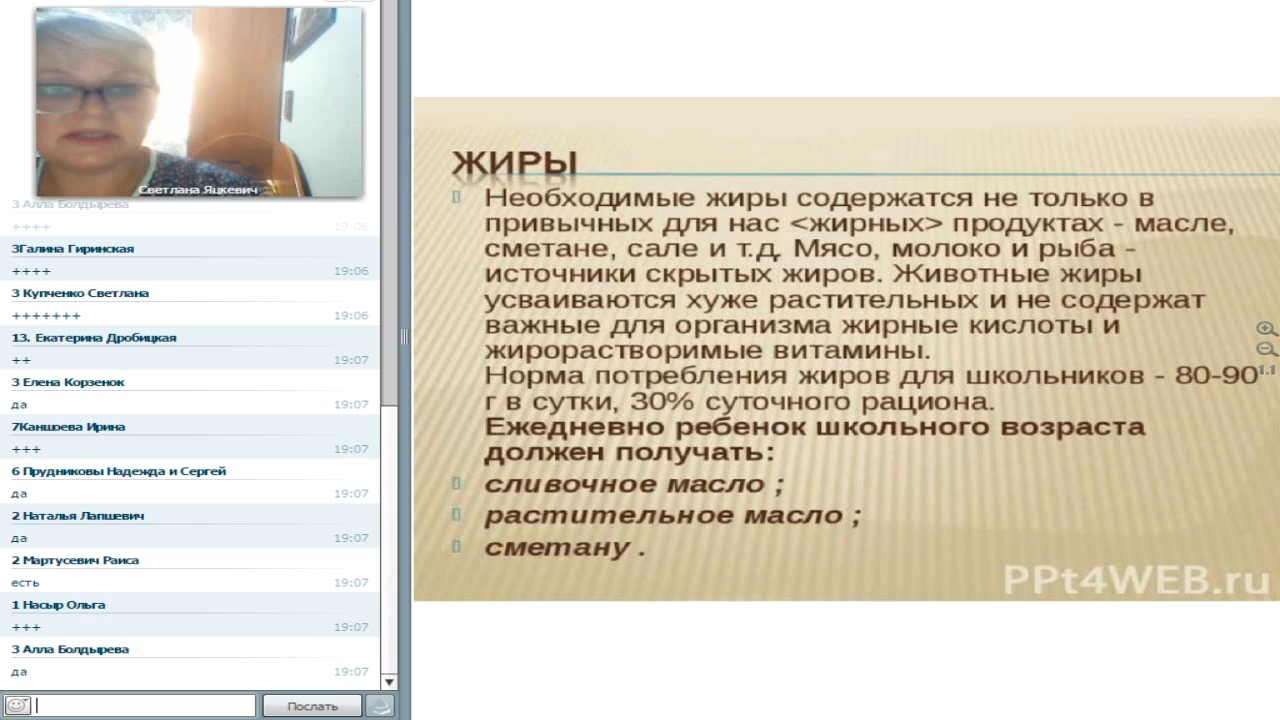 Светлана Яцкевич
3 Алла Болдырева
++++ 19:06
3Галина Гиринская
++++ 19:06
3 Купченко Светлана
+++++++ 19:06
13. Екатерина Дробицкая
++ 19:07
3 Елена Корзенок
да 19:07
7Каншоева Ирина
+++ 19:07
6 Прудниковы Надежда и Сергей
да 19:07
2 Наталья Лапшевич
да 19:07
2 Мартусевич Раиса
есть 19:07
1 Насыр Ольга
+++ 19:07
3 Алла Болдырева
да 19:07
Послать
ЖИРЫ
Необходимые жиры содержатся не только в
привычных для нас <жирных> продуктах - масле,
сметане, сале и т.д. Мясо, молоко и рыба -
источники скрытых жиров. Животные жиры
усваиваются хуже растительных и не содержат
важные для организма жирные кислоты и
жирорастворимые витамины.
Норма потребления жиров для школьников - 80-90
г в сутки, 30% суточного рациона.
Ежедневно ребенок школьного возраста
должен получать:
сливочное масло ;
растительное масло ;
сметану .
PPt4WEB.ru
1:1